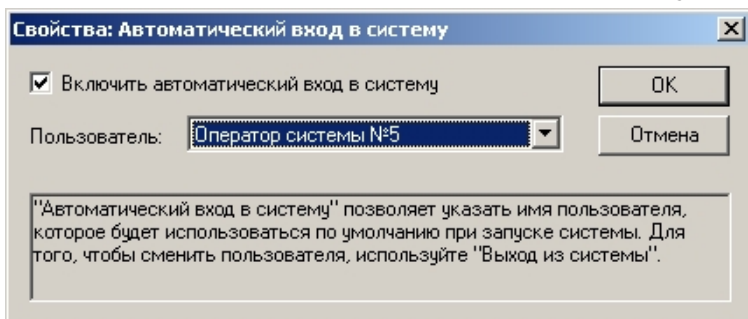 Свойства: Автоматический вход в систему
Включить автоматический вход в систему
OK
Пользователь: Оператор системы №5
Отмена
"Автоматический вход в систему" позволяет указать имя пользователя,
которое будет использоваться по умолчанию при запуске системы. Для
того, чтобы сменить пользователя, используйте "Выход из системы".